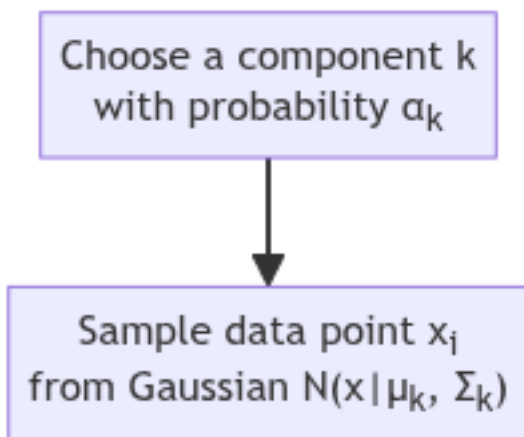 Choose a component k
with probability αₖ
Sample data point xᵢ
from Gaussian N(x|μₖ, Σₖ)